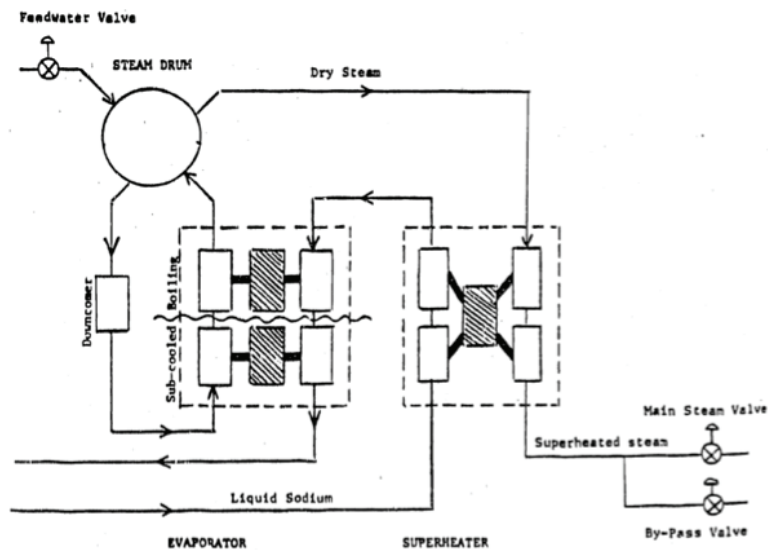 Feedwater Valve
STEAM DRUM
Dry Steam
Downcomer
Sub-cooled Boiling
Main Steam Valve
Superheated steam
Liquid Sodium
By-Pass Valve
EVAPORATOR
SUPERHEATER